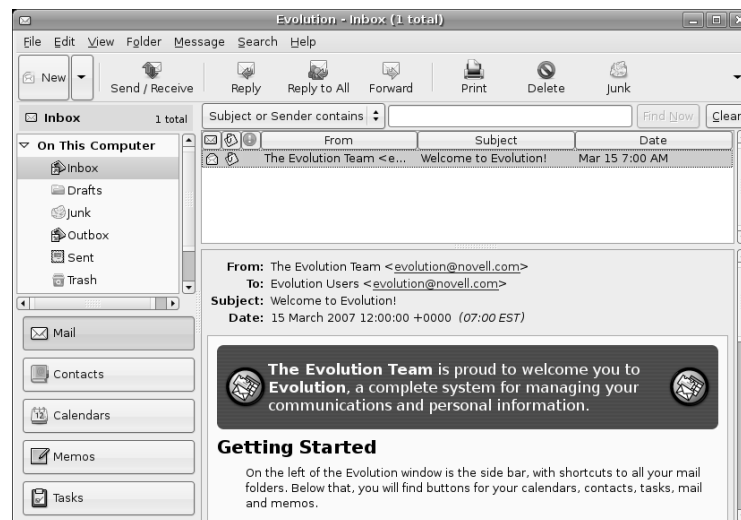 Evolution - Inbox (1 total)
File Edit View Folder Message Search Help
New Send / Receive Reply Reply to All Forward Print Delete Junk
Inbox 1 total
Subject or Sender contains Find Now Clear
On This Computer
Inbox
Drafts
Junk
Outbox
Sent
Trash
From Subject Date
The Evolution Team <e... Welcome to Evolution! Mar 15 7:00 AM
From: The Evolution Team <evolution@novell.com>
To: Evolution Users <evolution@novell.com>
Subject: Welcome to Evolution!
Date: 15 March 2007 12:00:00 +0000 (07:00 EST)
Mail
Contacts
12
Calendars
Memos
Tasks
The Evolution Team is proud to welcome you to
Evolution, a complete system for managing your
communications and personal information.
Getting Started
On the left of the Evolution window is the side bar, with shortcuts to all your mail
folders. Below that, you will find buttons for your calendars, contacts, tasks, mail
and memos.